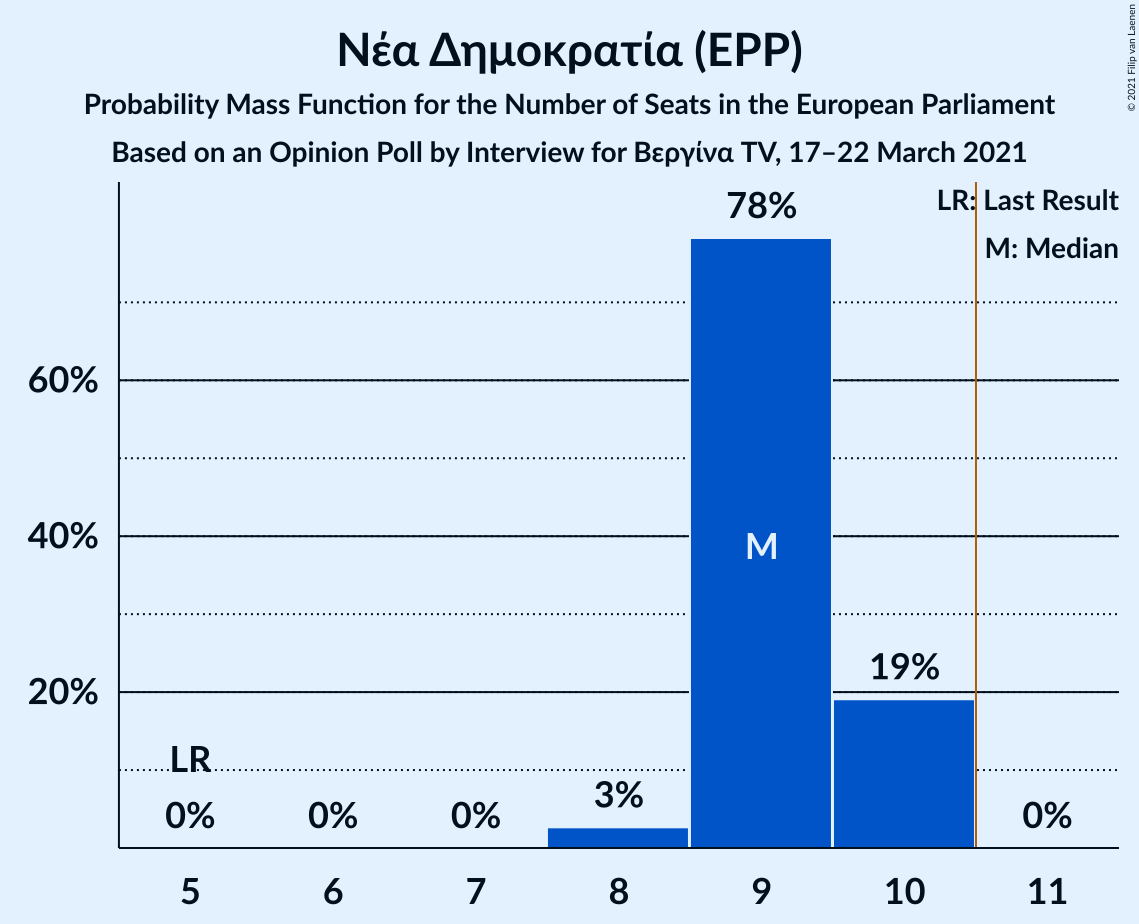 Νέα Δημοκρατία (EPP)
Probability Mass Function for the Number of Seats in the European Parliament
Based on an Opinion Poll by Interview for Βεργίνα TV, 17–22 March 2021
© 2021 Filip van Laenen
LR: Last Result
M: Median
78%
60%
40%
M
20%
19%
LR
0%
0%
0%
3%
0%
5
6
7
8
9
10
11